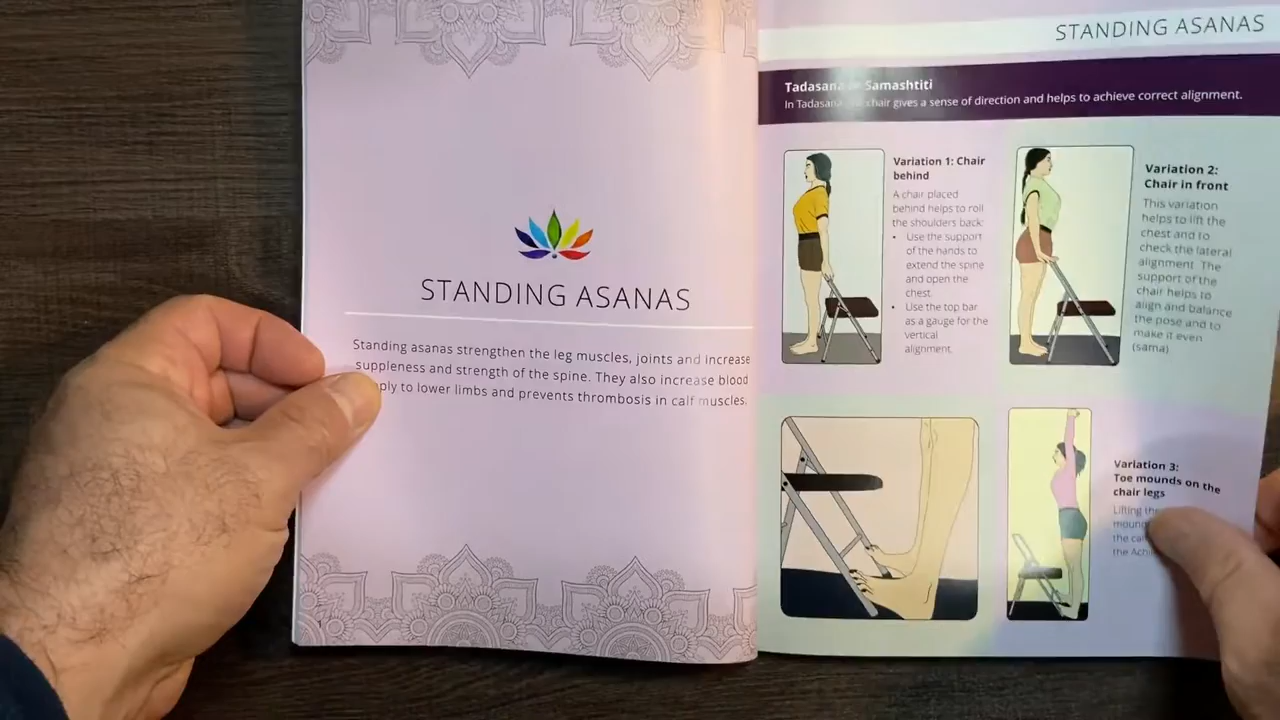 STANDING ASANAS
Standing asanas strengthen the leg muscles, joints and increase
suppleness and strength of the spine. They also increase blood
to lower limbs and prevents thrombosis in calf muscles.
STANDING ASANAS
Tadasana Samashtiti
In Tadasana chair gives a sense of direction and helps to achieve correct alignment.
Variation 1: Chair
behind
A chair placed
behind helps to roll
the shoulders back:
• Use the support
of the hands to
extend the spine
and open the
chest.
• Use the top bar
as a gauge for the
vertical
alignment.
Variation 2:
Chair in front
This variation
helps to lift the
chest and to
check the lateral
alignment. The
support of the
chair helps to
align and balance
the pose and to
make it even
(sama)
Variation 3:
Toe mounds on the
chair legs
Lifting
the
the